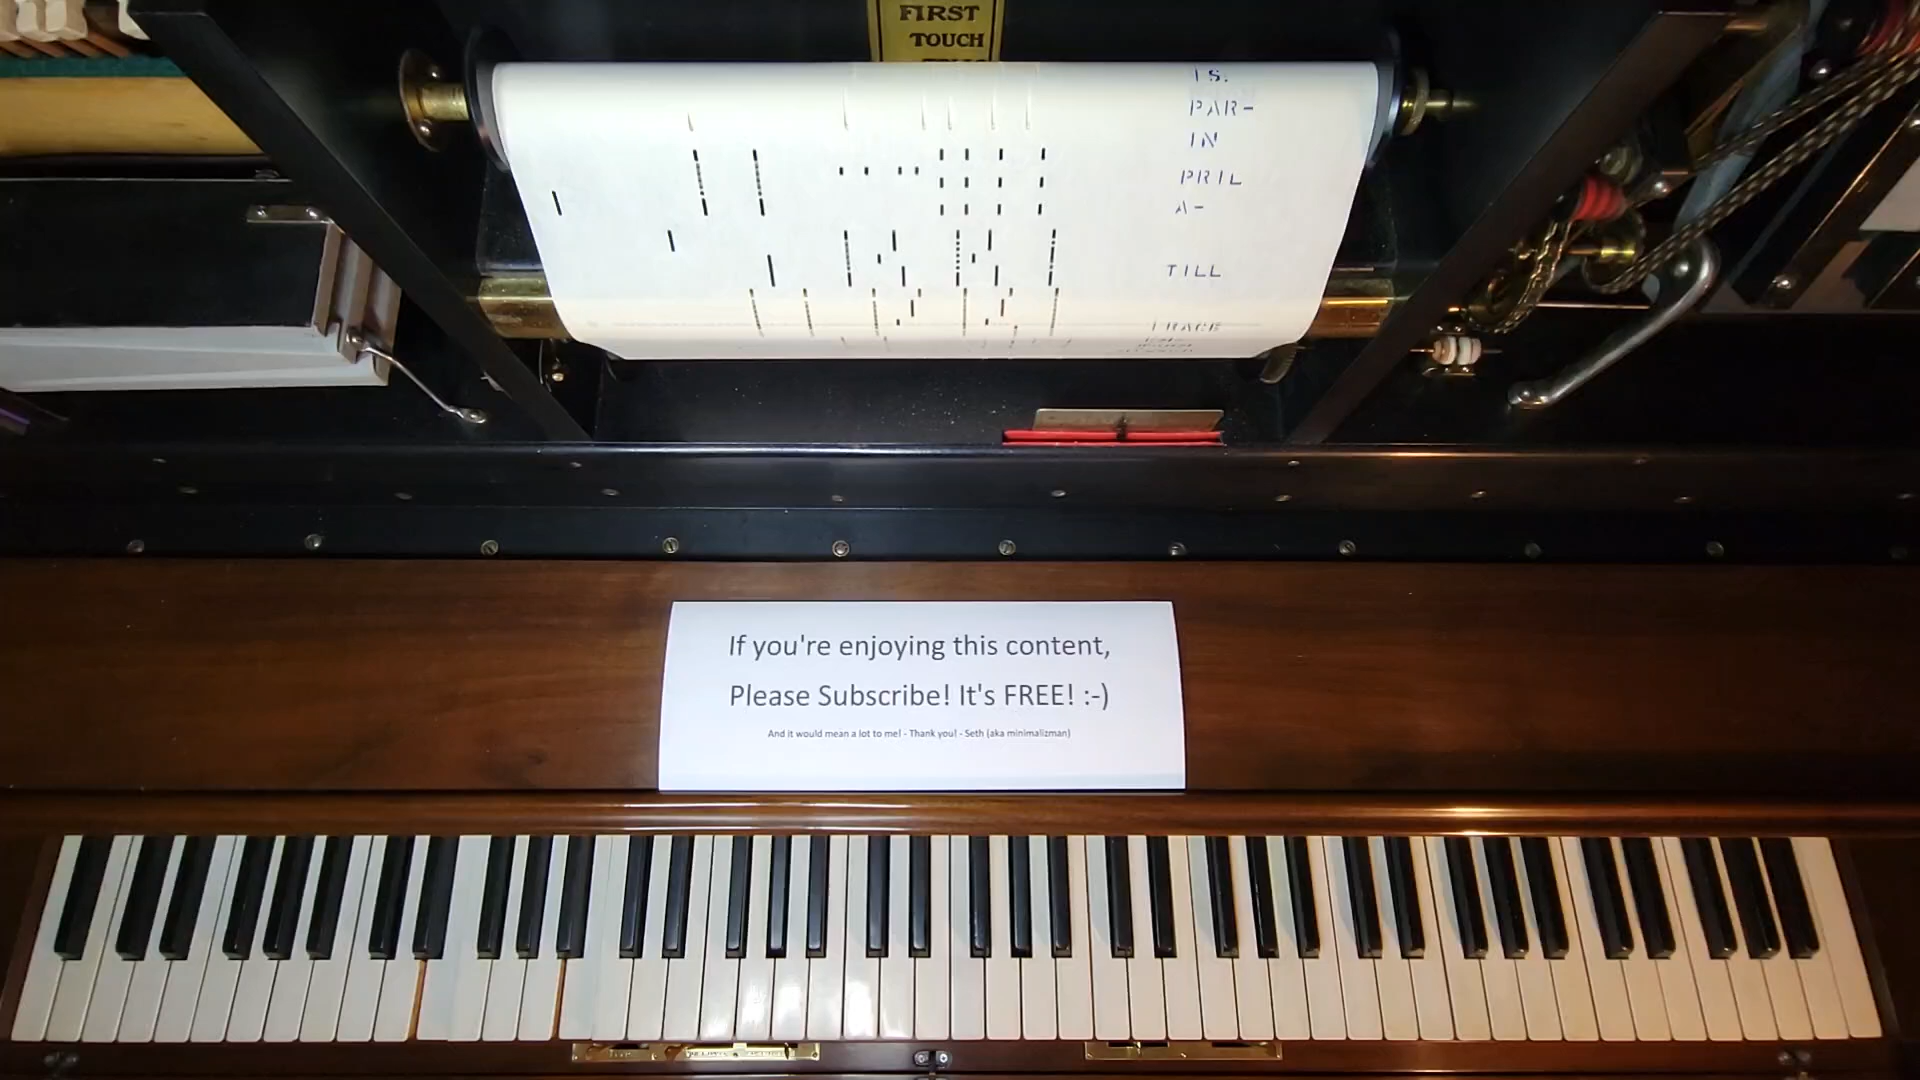 FIRST
TOUCH
IS.
PAR-
IN
PRIL
A-
TILL
If you're enjoying this content,
Please Subscribe! It's FREE! :-)
And it would mean a lot to me! - Thank you! - Seth (aka minimalizman)